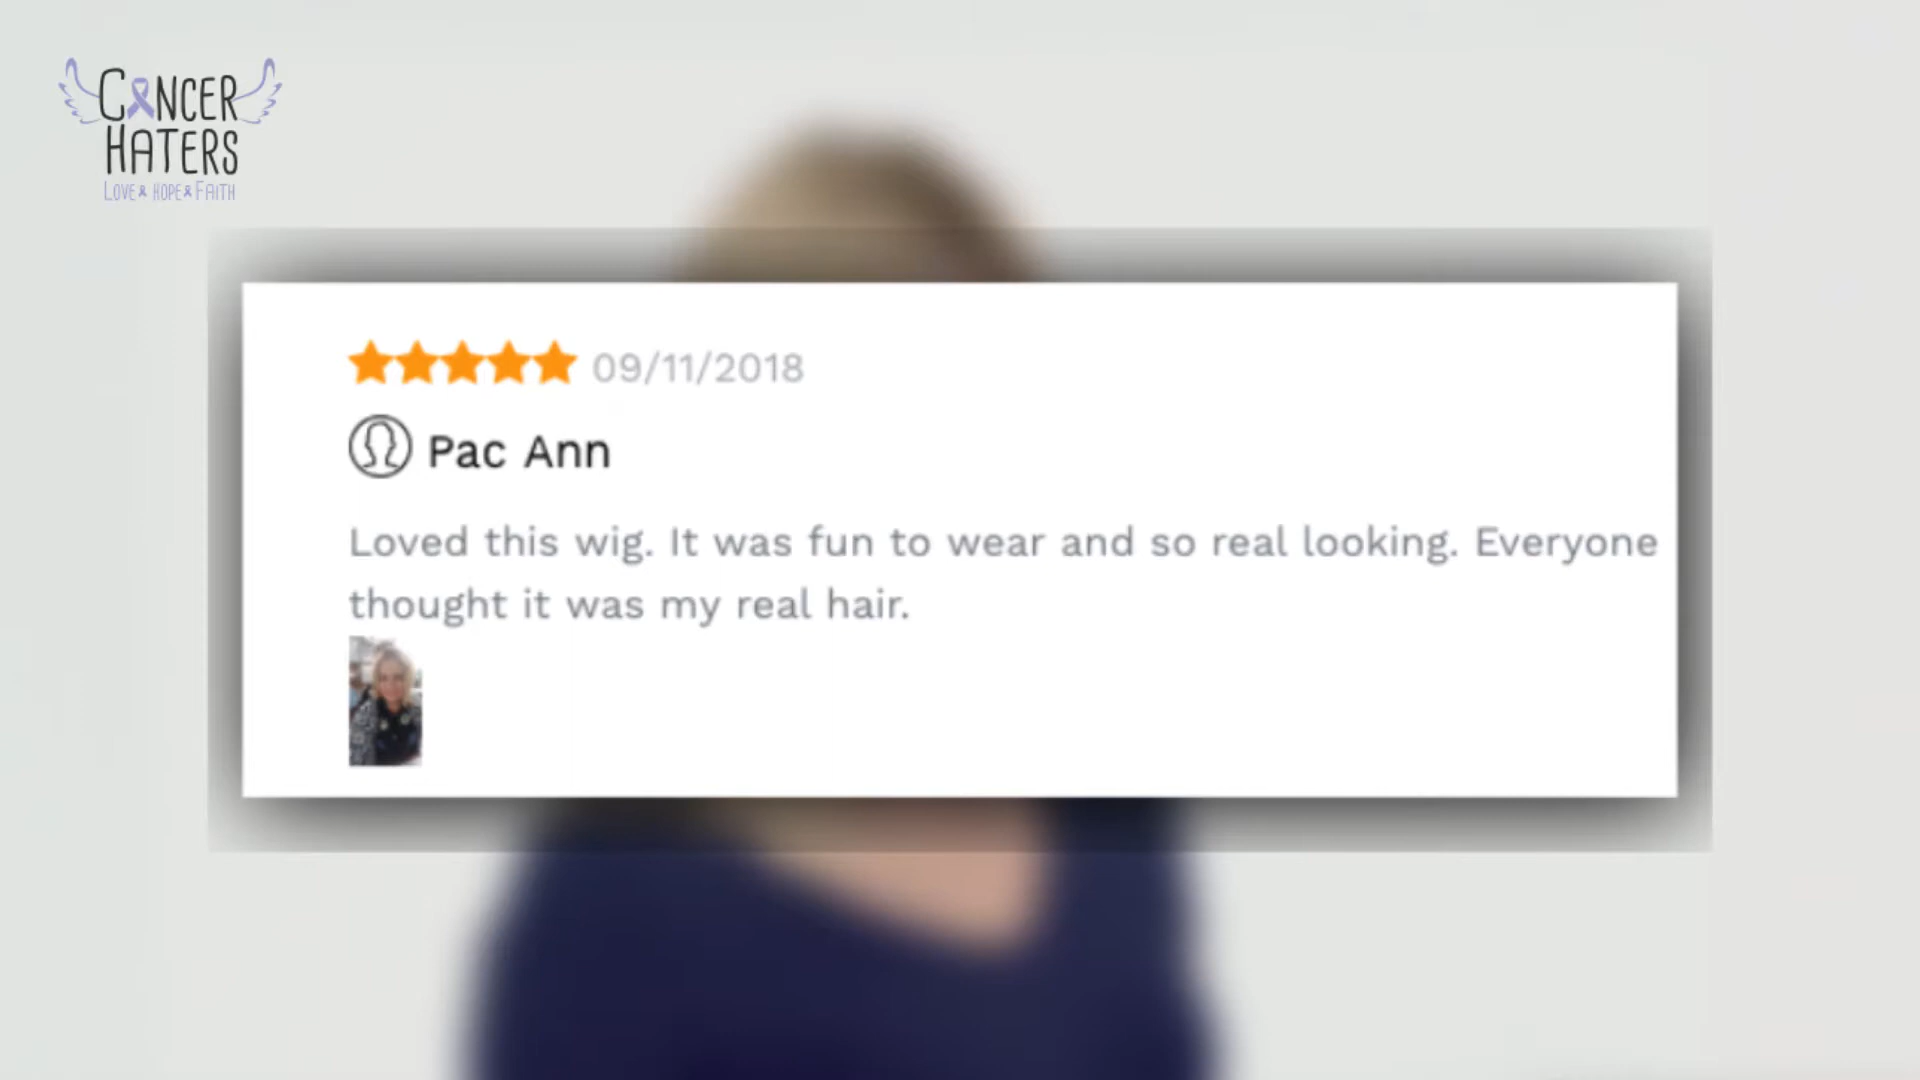 CANCER
HATERS
LOVE HOPE FAITH
09/11/2018
Pac Ann
Loved this wig. It was fun to wear and so real looking. Everyone
thought it was my real hair.